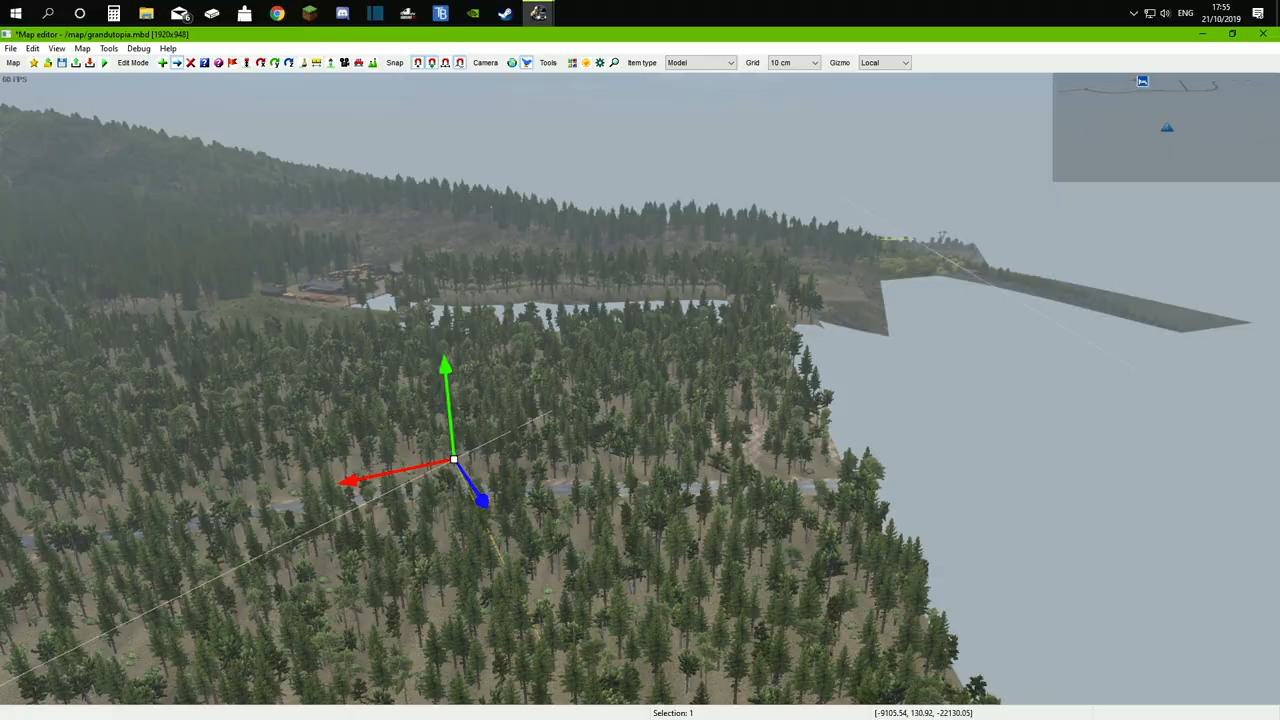 17:55
ENG
21/10/2019
6
TB
*Map editor - /map/grandutopia.mbd [1920x948]
File Edit View Map Tools Debug Help
Map Edit Mode Snap Camera Tools Item type Model Grid 10 cm Gizmo Local
60 FPS
Selection: 1 [-9105.54, 130.92, -22130.05]